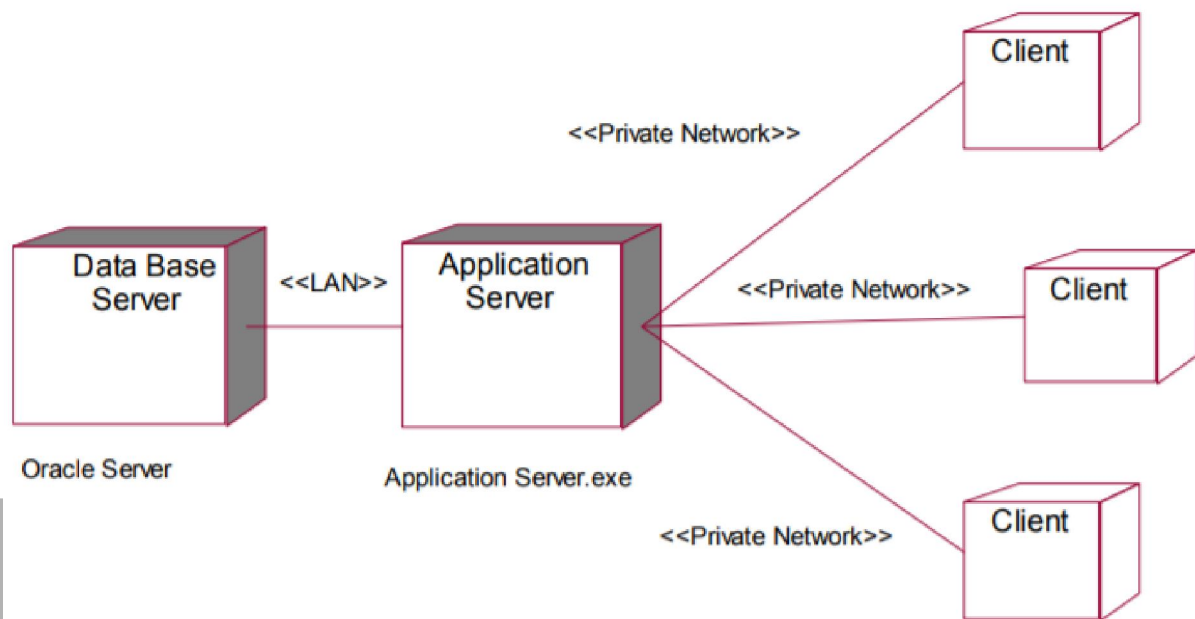 Client
<<Private Network>>
Data Base
Server
<<LAN>>
Application
Server
<<Private Network>>
Client
Oracle Server
Application Server.exe
<<Private Network>>
Client